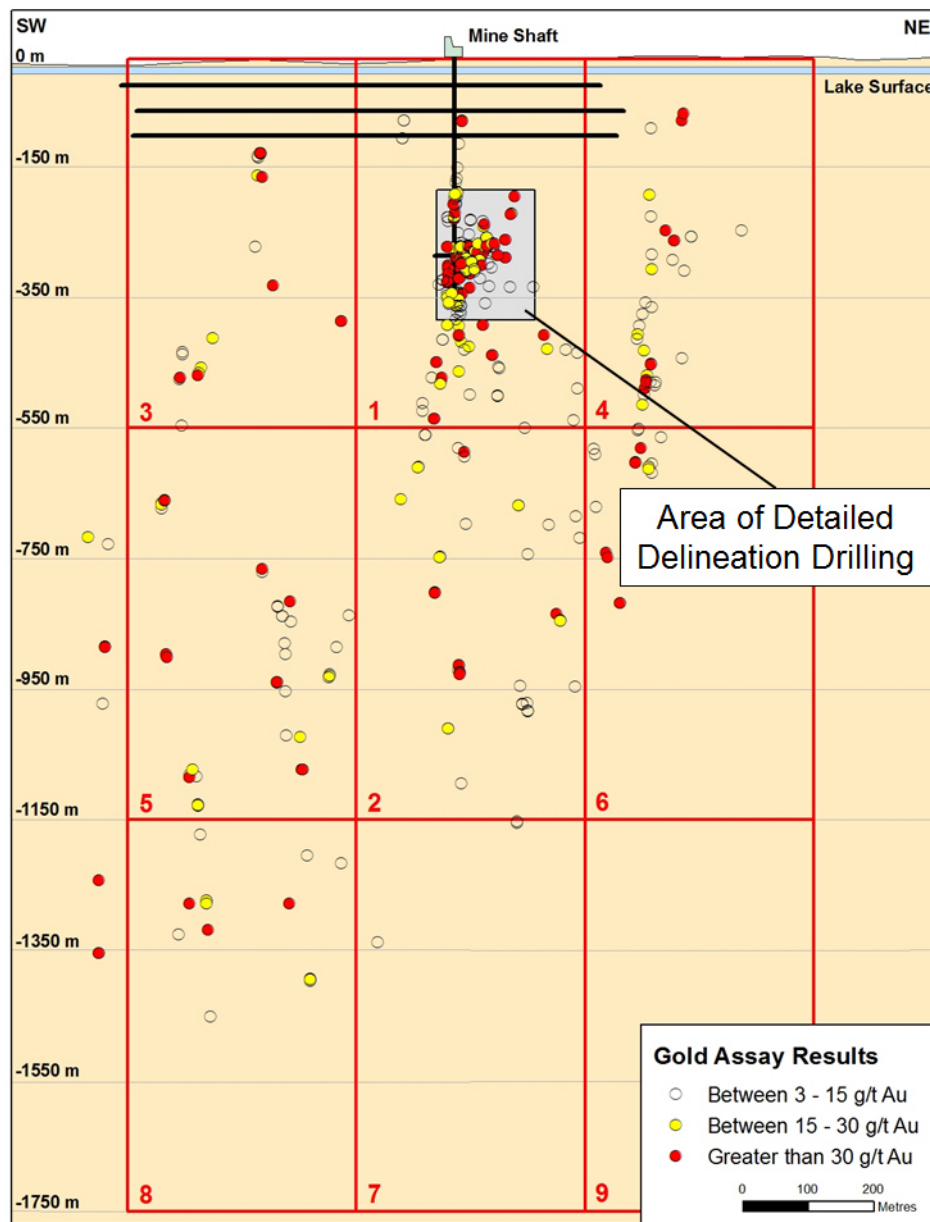 SW
NE
Mine Shaft
0 m
Lake Surface
-150 m
-350 m
-550 m
3
1
4
Area of Detailed
Delineation Drilling
-750 m
-950 m
-1150 m
5
2
6
-1350 m
-1550 m
-1750 m
8
7
9
Gold Assay Results
Between 3 - 15 g/t Au
Between 15 - 30 g/t Au
Greater than 30 g/t Au
0 100 200
Metres